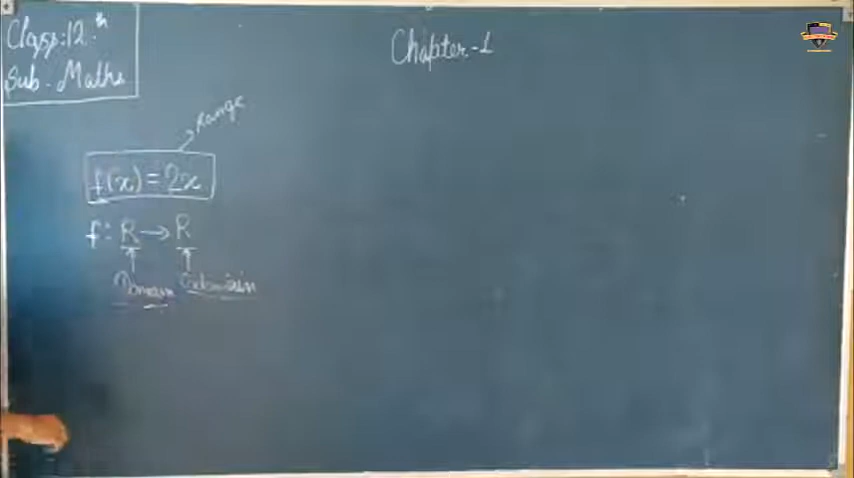 Class:12th
Sub- Maths
Chapter-1
Range
f(x)=2x
f: R→R
Domain Codomain